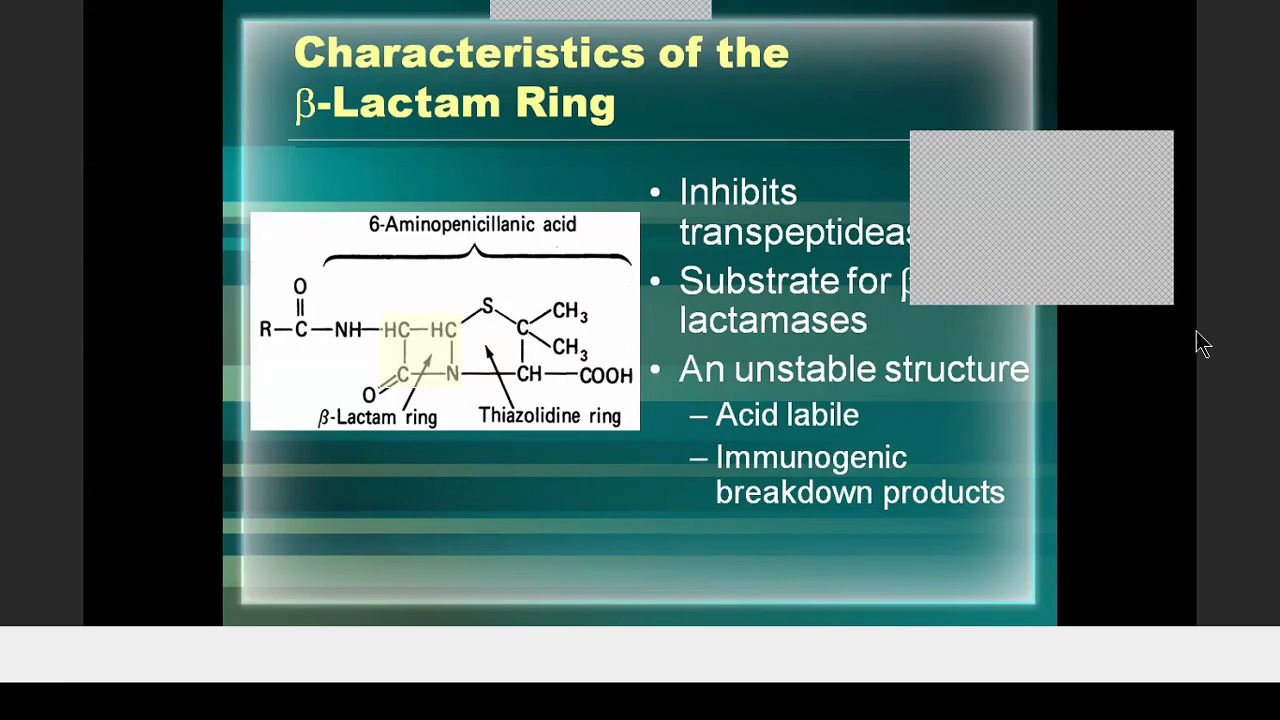 Characteristics of the
β-Lactam Ring
6-Aminopenicillanic acid
O
S
CH3
R–C–NH–HC–HC
C
CH3
C
N
CH
COOH
O
β-Lactam ring
Thiazolidine ring
• Inhibits
• Substrate for
lactamases
• An unstable structure
– Acid labile
– Immunogenic
breakdown products